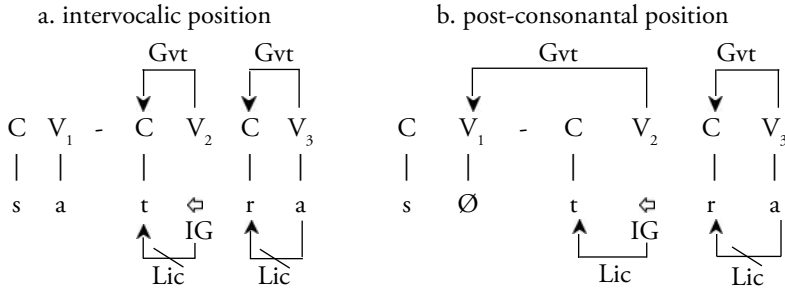 a. intervocalic position b. post-consonantal position
Gvt Gvt Gvt Gvt
C V₁ - C V₂ C V₃ C V₁ - C V₂ C V₃
s a t ⇦ r a s Ø t ⇦ r a
IG IG
Lic Lic Lic Lic